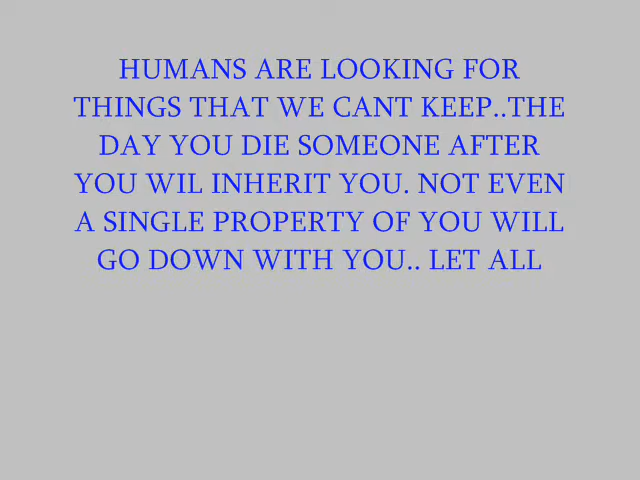 HUMANS ARE LOOKING FOR
THINGS THAT WE CANT KEEP..THE
DAY YOU DIE SOMEONE AFTER
YOU WIL INHERIT YOU. NOT EVEN
A SINGLE PROPERTY OF YOU WILL
GO DOWN WITH YOU.. LET ALL